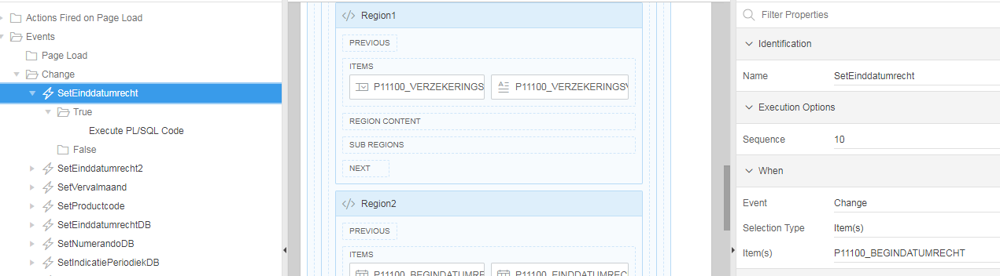 Actions Fired on Page Load
Events
Page Load
Change
SetEinddatumrecht
True
Execute PL/SQL Code
False
SetEinddatumrecht2
SetVervalmaand
SetProductcode
SetEinddatumrechtDB
SetNumerandoDB
SetIndicatiePeriodiekDB
Region1
PREVIOUS
ITEMS
P11100_VERZEKERINGS
P11100_VERZEKERINGSV
REGION CONTENT
SUB REGIONS
NEXT
Region2
PREVIOUS
ITEMS
P11100_BEGINDATUMRE
P11100_EINDDATUMREC
Filter Properties
Identification
Name SetEinddatumrecht
Execution Options
Sequence 10
When
Event Change
Selection Type Item(s)
Item(s) P11100_BEGINDATUMRECHT